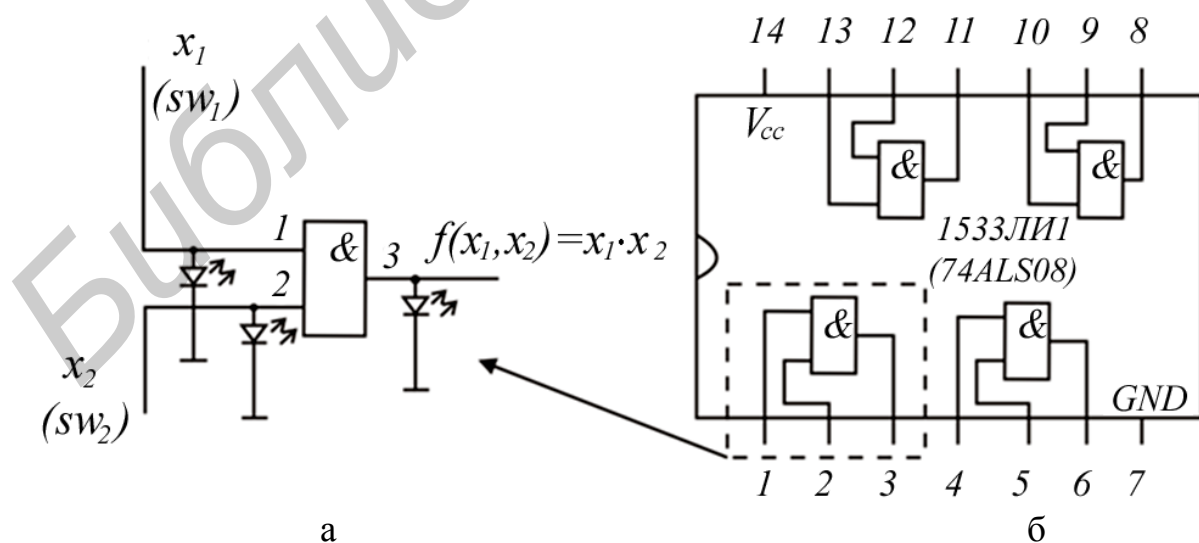 Библи
x₁
(sw₁)
1
2
&
3
f(x₁,x₂)=x₁·x₂
x₂
(sw₂)
а
14 13 12 11 10 9 8
Vcc
& &
1533ЛИ1
(74ALS08)
& &
GND
1 2 3 4 5 6 7
б